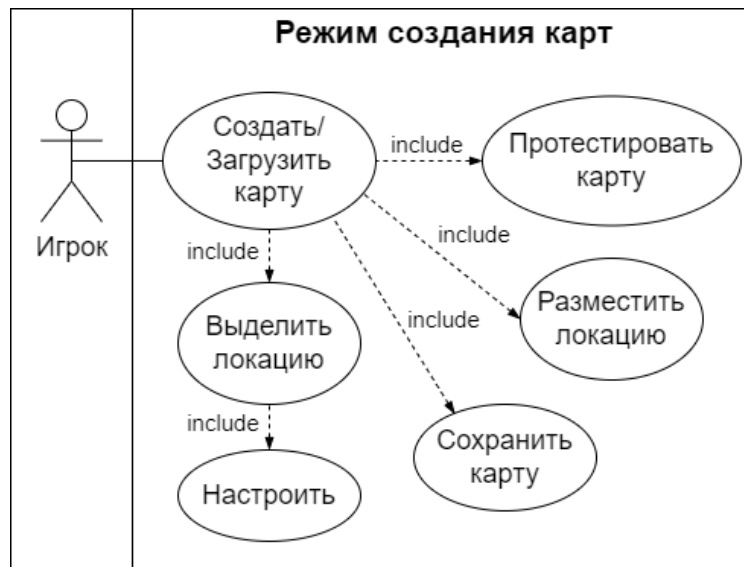 Режим создания карт
Создать/
Загрузить
карту
include
Протестировать
карту
Игрок
include
include
Разместить
локацию
Выделить
локацию
include
include
Сохранить
карту
Настроить